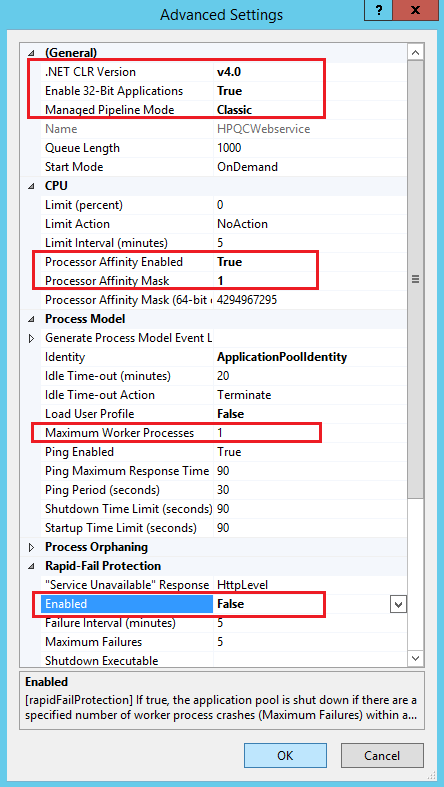 Advanced Settings
?
(General)
.NET CLR Version v4.0
Enable 32-Bit Applications True
Managed Pipeline Mode Classic
Name HPQCWebservice
Queue Length 1000
Start Mode OnDemand
CPU
Limit (percent) 0
Limit Action NoAction
Limit Interval (minutes) 5
Processor Affinity Enabled True
Processor Affinity Mask 1
Processor Affinity Mask (64-bit o 4294967295
Process Model
Generate Process Model Event L
Identity ApplicationPoolIdentity
Idle Time-out (minutes) 20
Idle Time-out Action Terminate
Load User Profile False
Maximum Worker Processes 1
Ping Enabled True
Ping Maximum Response Time 90
Ping Period (seconds) 30
Shutdown Time Limit (seconds) 90
Startup Time Limit (seconds) 90
Process Orphaning
Rapid-Fail Protection
"Service Unavailable" Response HttpLevel
Enabled False
Failure Interval (minutes) 5
Maximum Failures 5
Shutdown Executable
Enabled
[rapidFailProtection] If true, the application pool is shut down if there are a
specified number of worker process crashes (Maximum Failures) within a...
OK Cancel